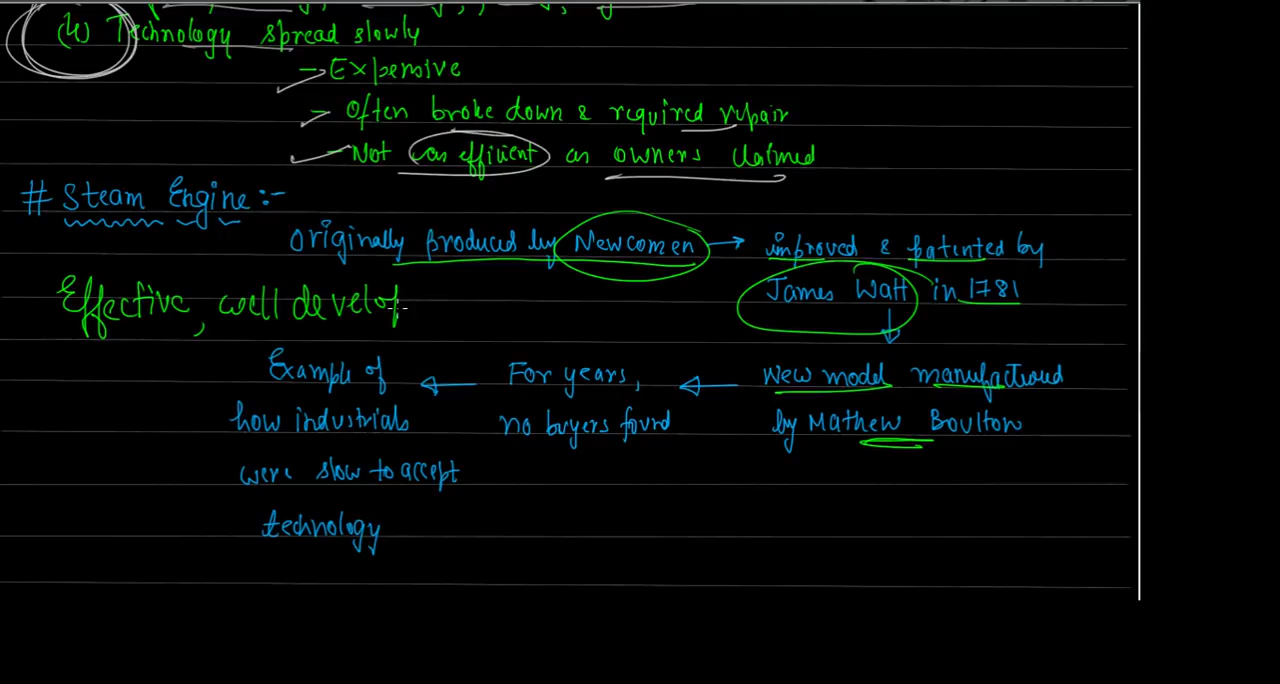 (4) Technology spread slowly
- Expensive
- Often broke down & required repair
- Not as efficient as owners claimed
# Steam Engine :-
Originally produced by Newcomen → improved & patented by
James Watt in 1781
Effective, well develop
↓
New model manufactured
by Mathew Boulton
← For years,
no buyers found
← Example of
how industrials
were slow to accept
technology